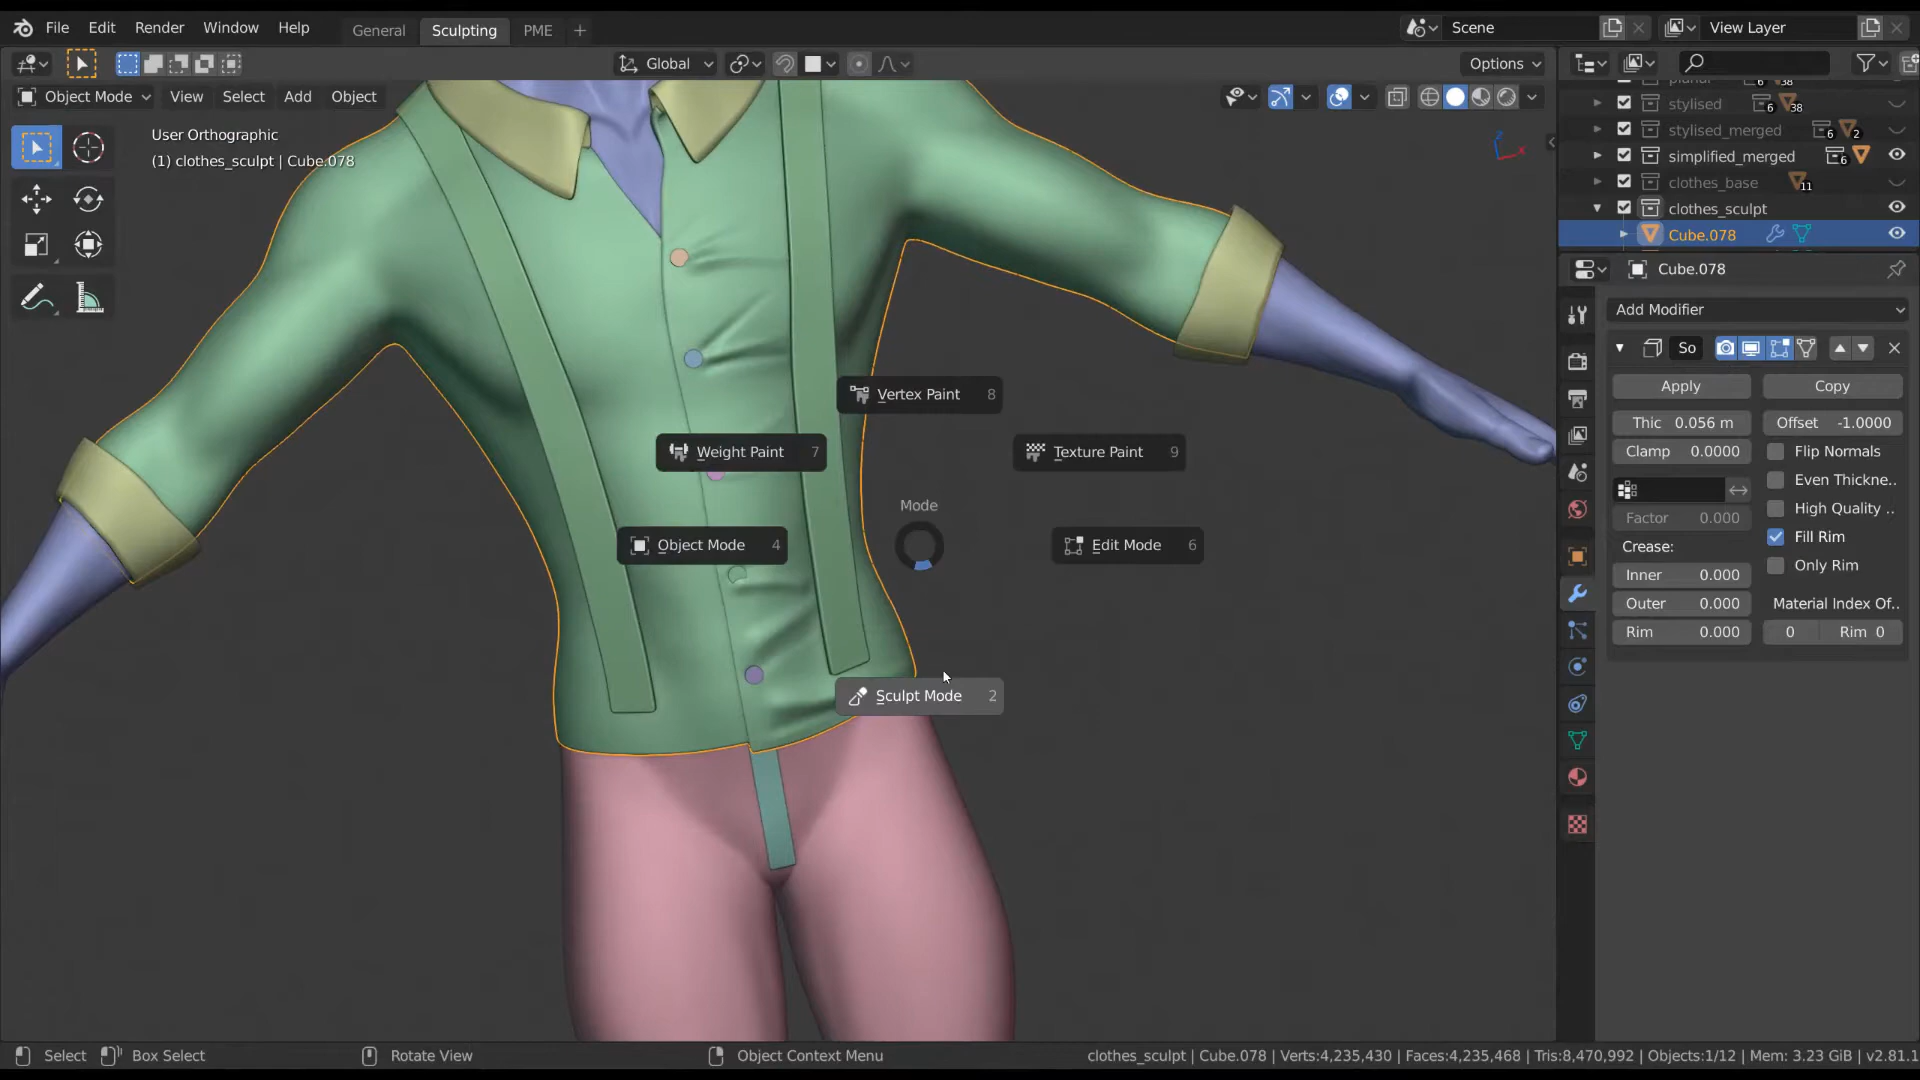 File Edit Render Window Help General Sculpting PME + Scene View Layer
Global Options
Object Mode View Select Add Object
User Orthographic
(1) clothes_sculpt | Cube.078
stylised 6 38
stylised_merged 6 2
simplified_merged 6
clothes_base 11
clothes_sculpt
Cube.078
Cube.078
Add Modifier
So
Apply Copy
Thic 0.056 m Offset -1.0000
Clamp 0.0000 Flip Normals
Even Thickne..
High Quality ..
Factor 0.000
Fill Rim
Crease:
Only Rim
Inner 0.000
Outer 0.000 Material Index Of..
Rim 0.000 0 Rim 0
Vertex Paint 8
Weight Paint 7
Texture Paint 9
Mode
Object Mode 4
Edit Mode 6
Sculpt Mode 2
Select Box Select Rotate View Object Context Menu clothes_sculpt | Cube.078 | Verts:4,235,430 | Faces:4,235,468 | Tris:8,470,992 | Objects:1/12 | Mem: 3.23 GiB | v2.81.1